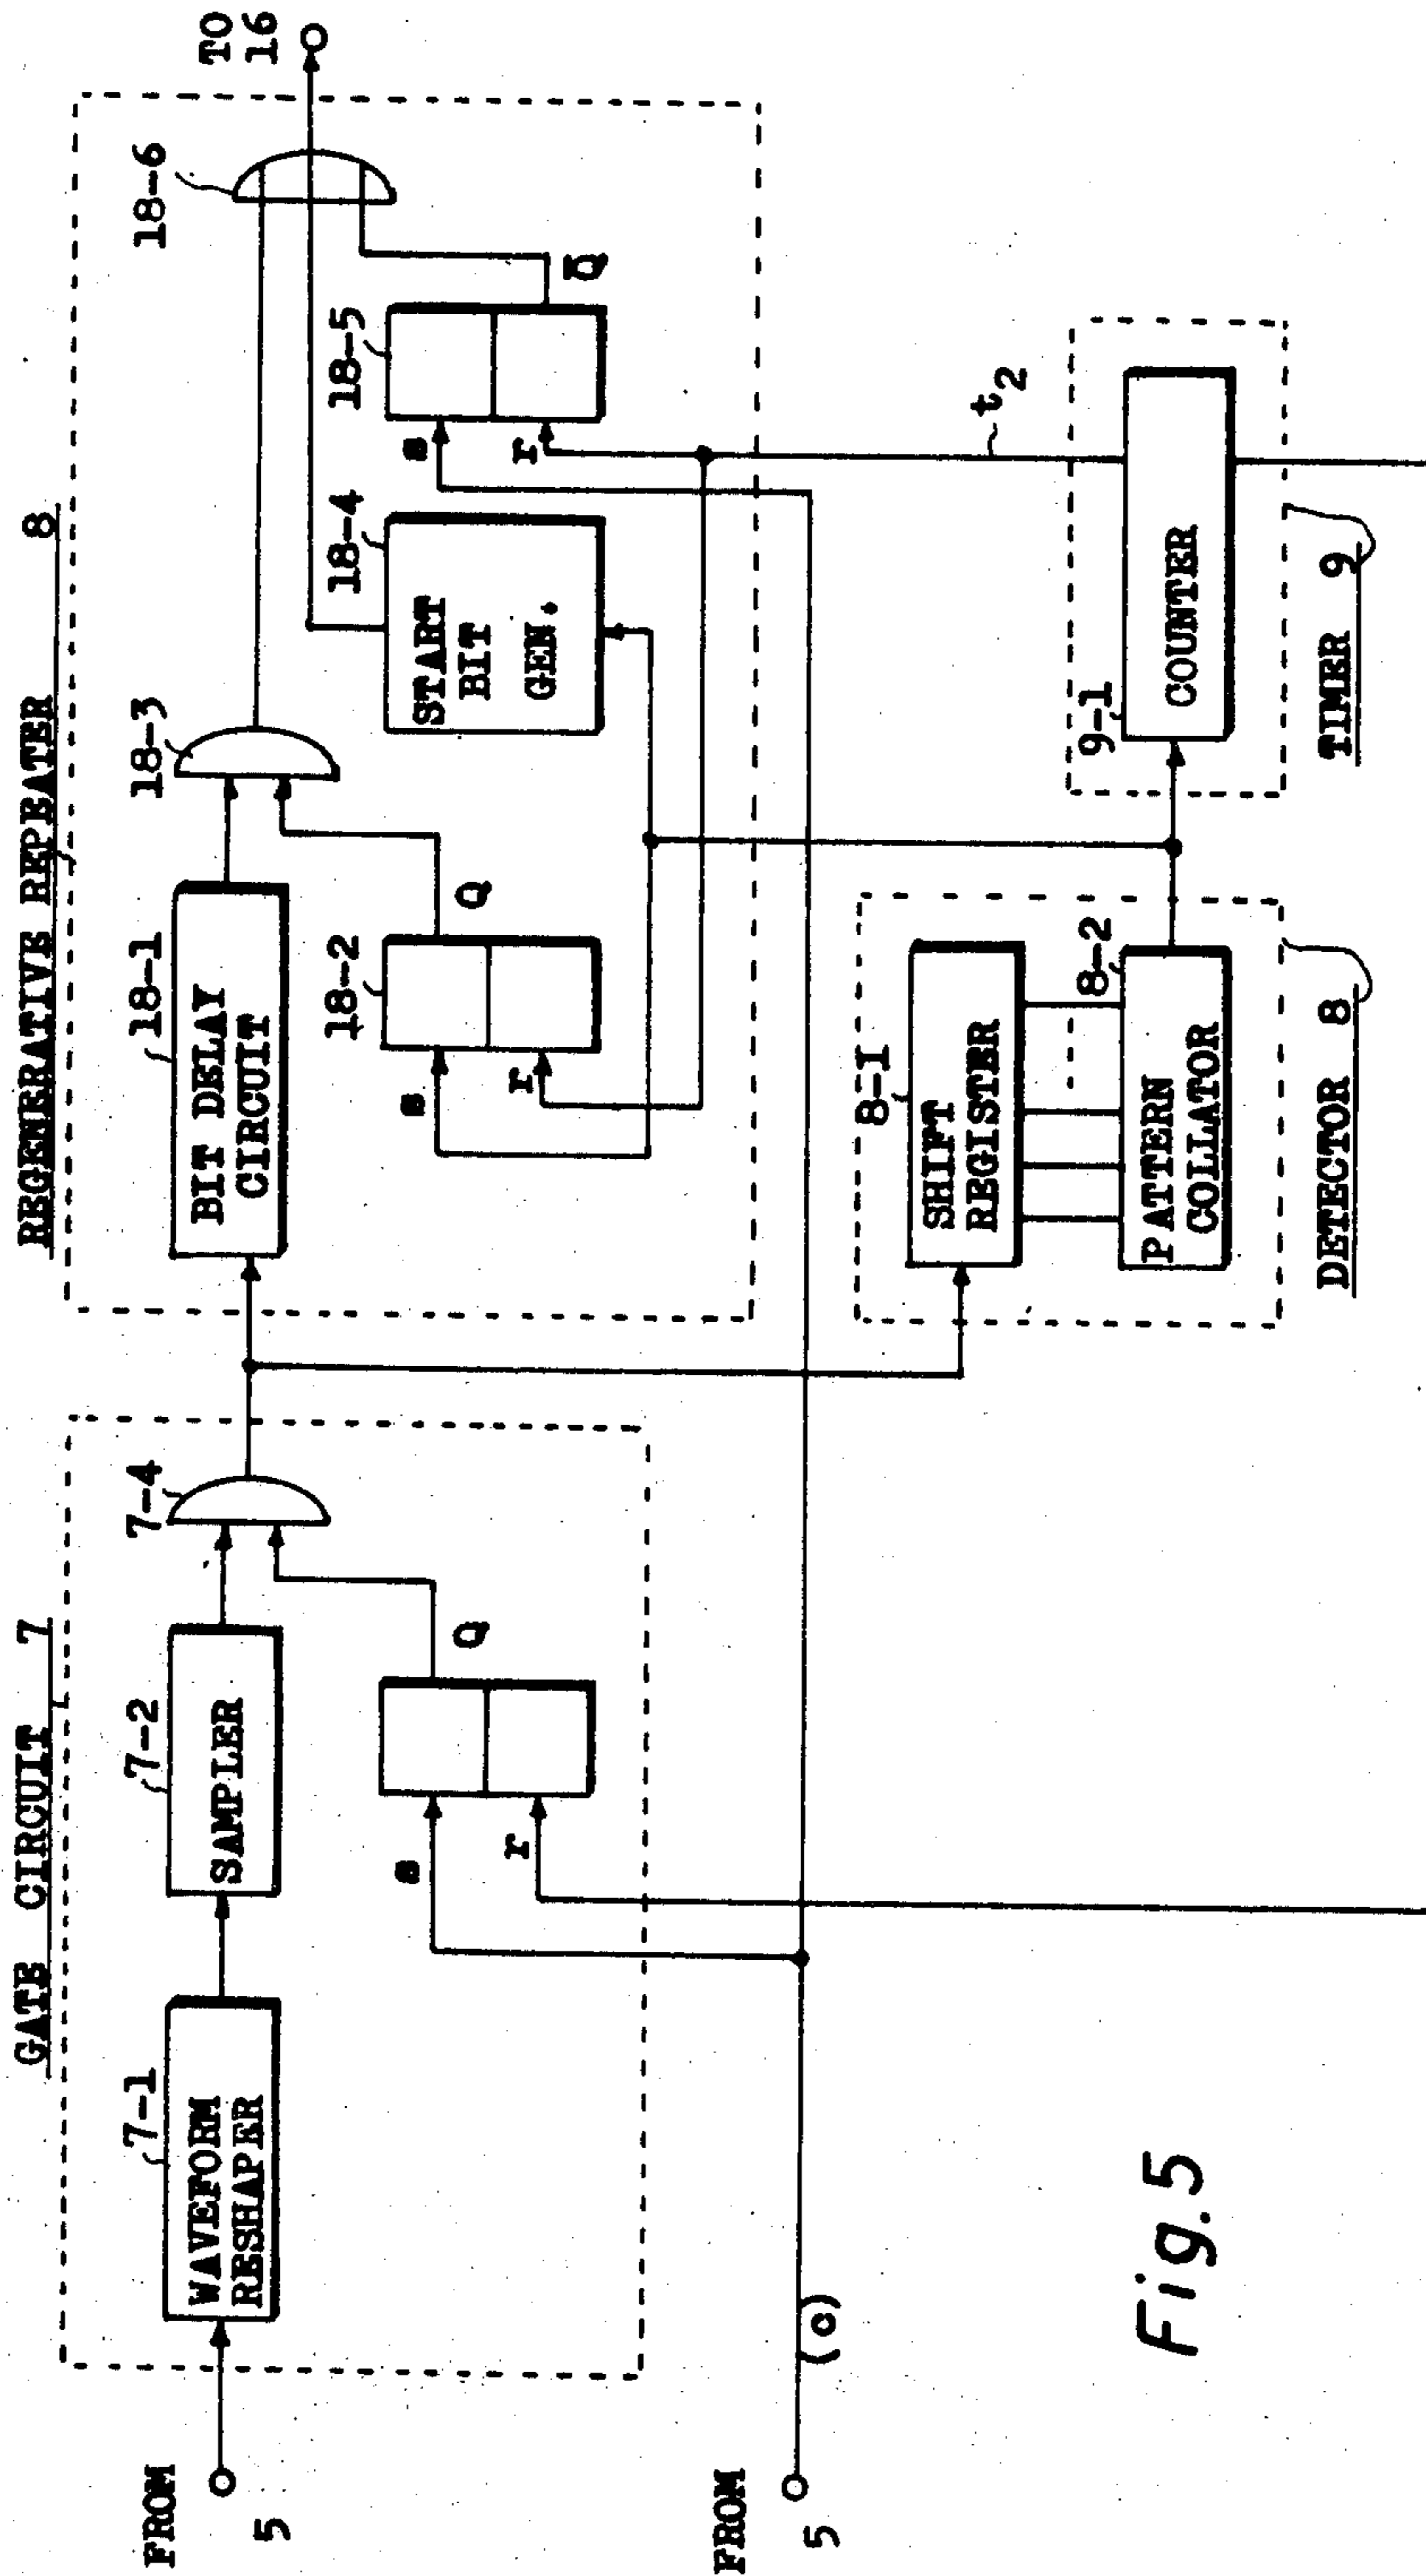 GATE CIRCUIT 7
REGENERATIVE REPEATER 8
FROM
5
7-1
WAVEFORM
RESHAPER
7-2
SAMPLER
7-4
s
r
Q
18-1
BIT DELAY
CIRCUIT
18-2
s
r
Q
18-3
18-4
START
BIT
GEN.
18-5
s
r
Q̅
18-6
TO
16
FROM
5
(c)
8-1
SHIFT
REGISTER
8-2
PATTERN
COLLATOR
DETECTOR 8
9-1
COUNTER
t2
TIMER 9
Fig. 5